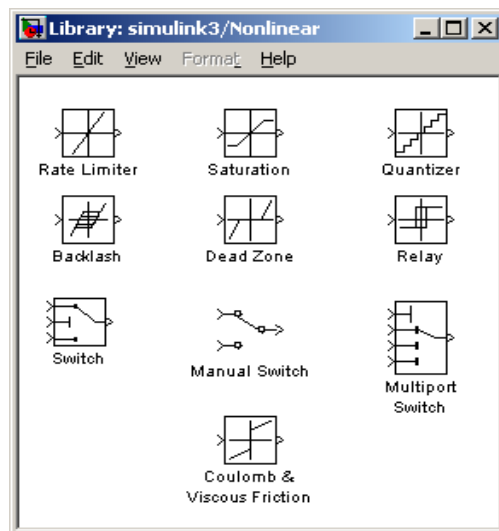 Library: simulink3/Nonlinear
File Edit View Format Help
Rate Limiter Saturation Quantizer
Backlash Dead Zone Relay
Switch Manual Switch Multiport
Switch
Coulomb &
Viscous Friction